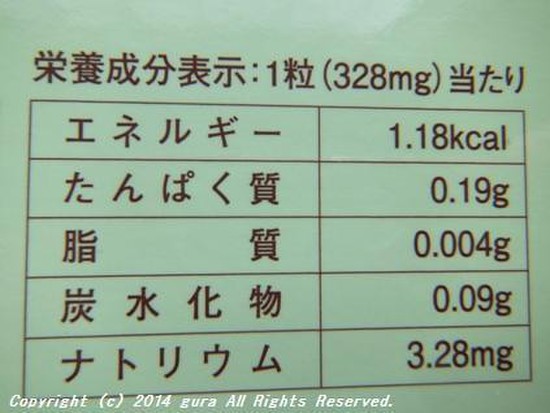 栄養成分表示:1粒(328mg)当たり
エネルギー 1.18kcal
たんぱく質 0.19g
脂質 0.004g
炭水化物 0.09g
ナトリウム 3.28mg
Copyright (c) 2014 gura All Rights Reserved.